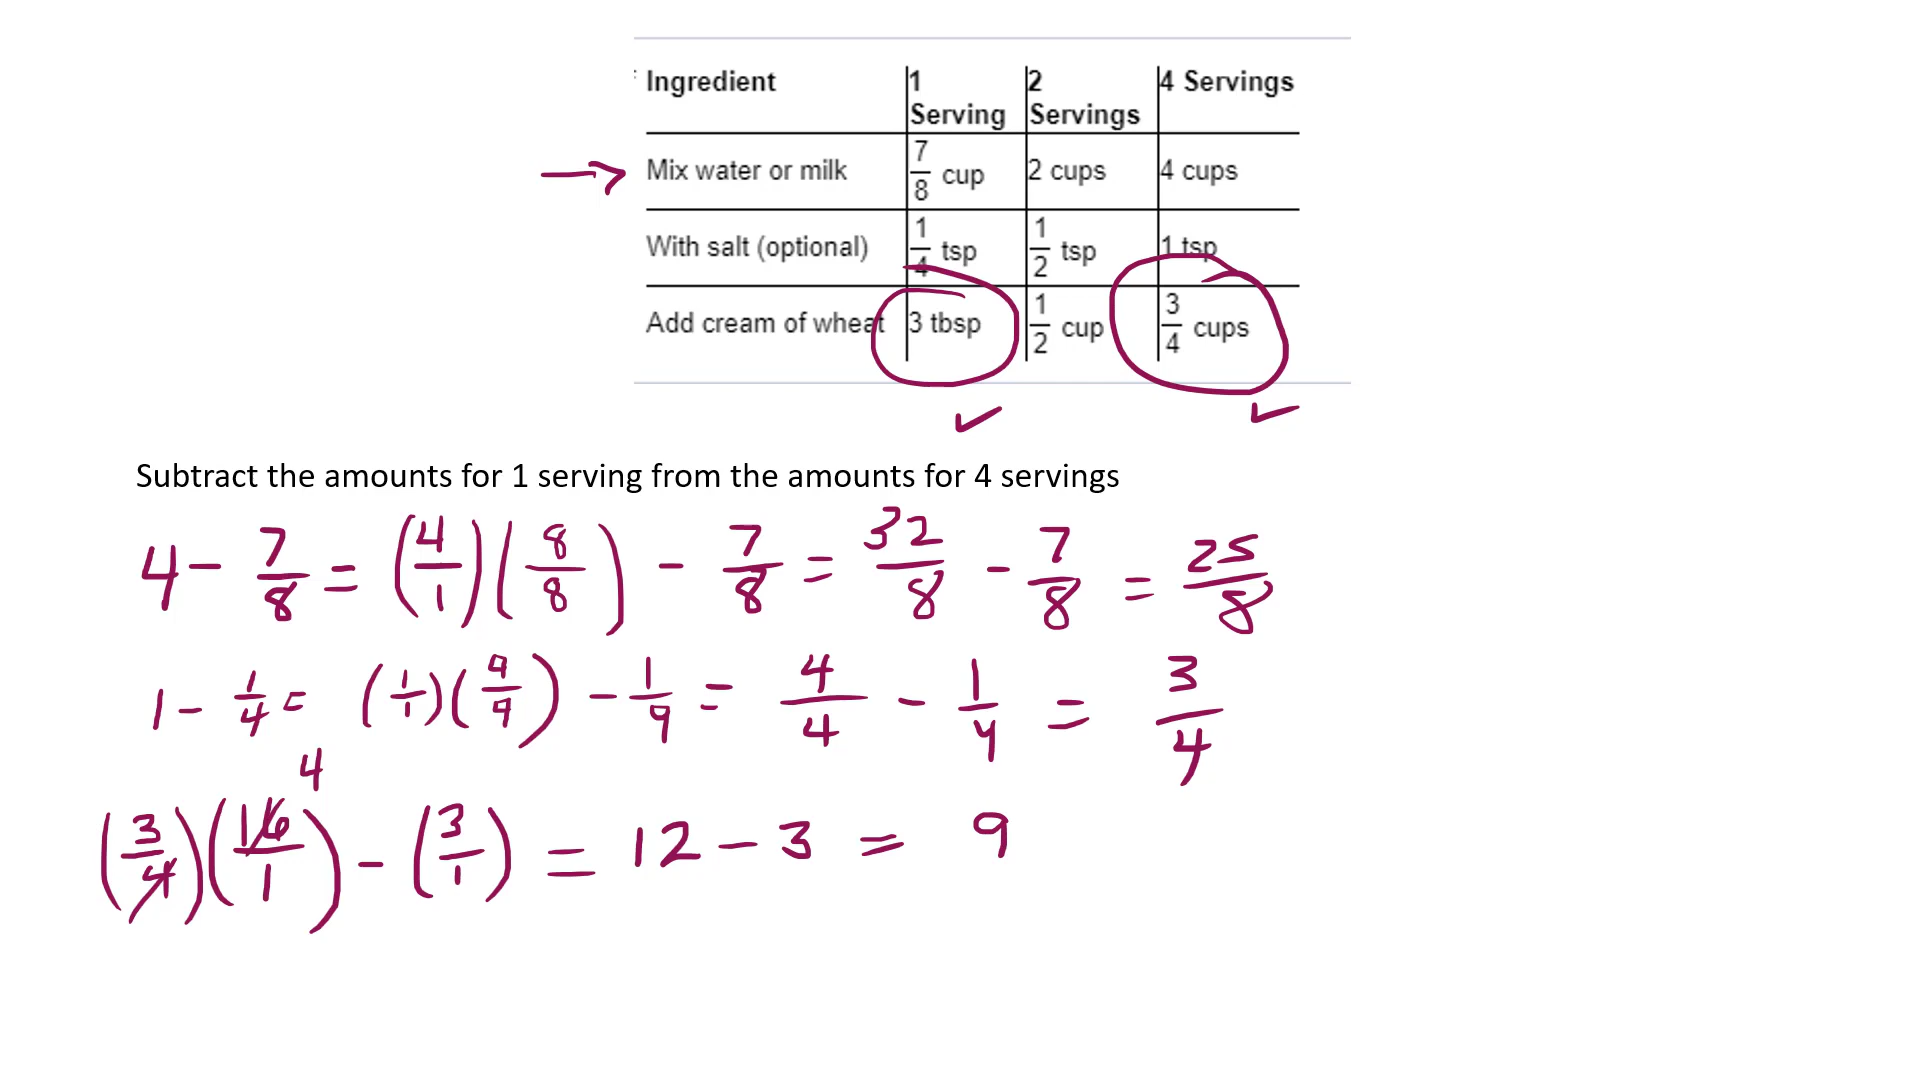 Ingredient 1 Serving 2 Servings 4 Servings
Mix water or milk 7/8 cup 2 cups 4 cups
With salt (optional) 1/4 tsp 1/2 tsp 1 tsp
Add cream of wheat 3 tbsp 1/2 cup 3/4 cups
Subtract the amounts for 1 serving from the amounts for 4 servings
4 - 7/8 = (4/1)(8/8) - 7/8 = 32/8 - 7/8 = 25/8
1 - 1/4 = (1/1)(4/4) - 1/4 = 4/4 - 1/4 = 3/4
4
(3/4)(16/1) - (3/1) = 12 - 3 = 9